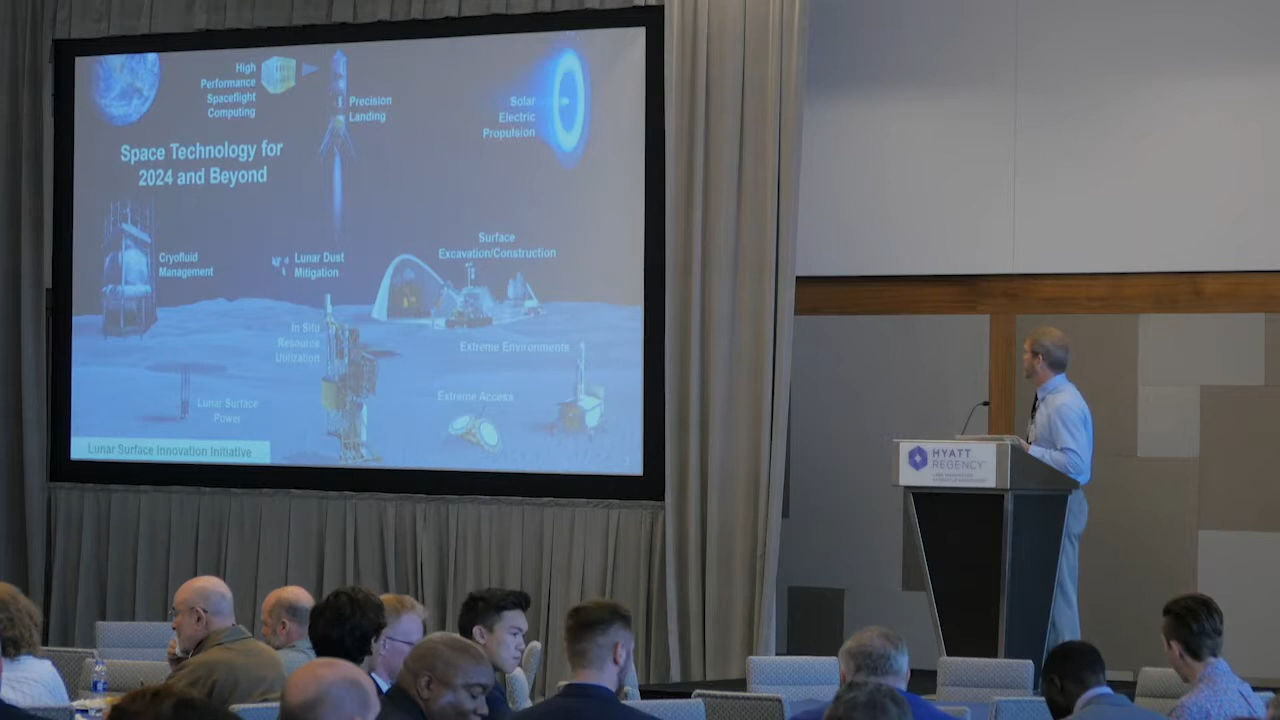 High
Performance
Spaceflight
Computing
Precision
Landing
Solar
Electric
Propulsion
Space Technology for
2024 and Beyond
Cryofluid
Management
Lunar Dust
Mitigation
Surface
Excavation/Construction
In Situ
Resource
Utilization
Extreme Environments
Lunar Surface
Power
Extreme Access
Lunar Surface Innovation Initiative
HYATT
REGENCY